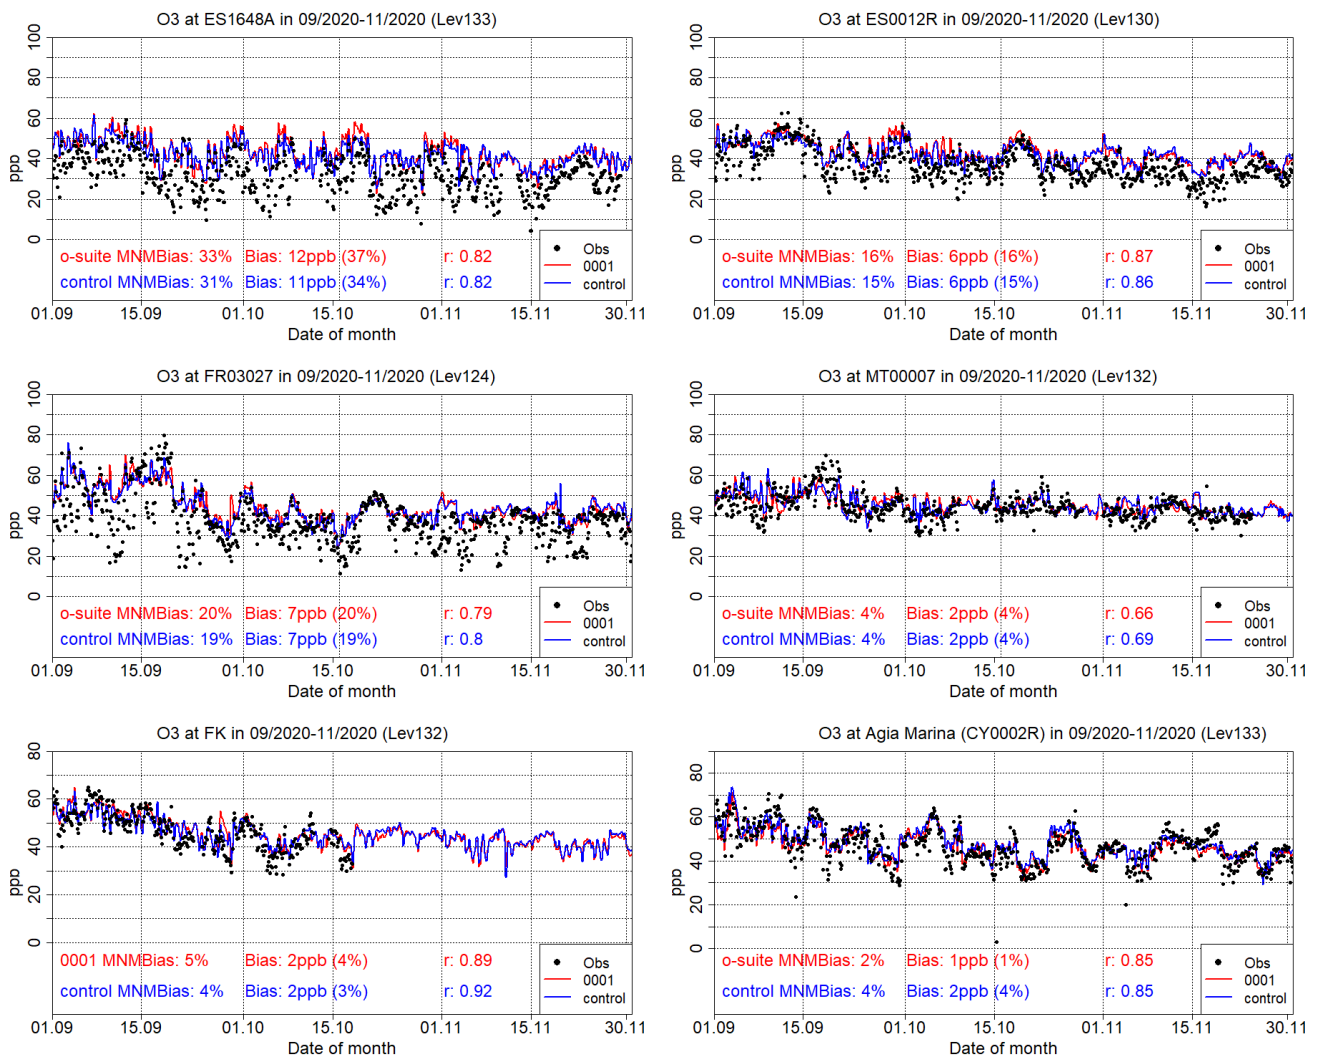 O3 at ES1648A in 09/2020-11/2020 (Lev133)
100
80
60
40
20
0
ppb
o-suite MNMBias: 33% Bias: 12ppb (37%) r: 0.82
control MNMBias: 31% Bias: 11ppb (34%) r: 0.82
Obs
0001
control
01.09 15.09 01.10 15.10 01.11 15.11 30.11
Date of month
O3 at ES0012R in 09/2020-11/2020 (Lev130)
100
80
60
40
20
0
ppb
o-suite MNMBias: 16% Bias: 6ppb (16%) r: 0.87
control MNMBias: 15% Bias: 6ppb (15%) r: 0.86
Obs
0001
control
01.09 15.09 01.10 15.10 01.11 15.11 30.11
Date of month
O3 at FR03027 in 09/2020-11/2020 (Lev124)
100
80
60
40
20
0
ppb
o-suite MNMBias: 20% Bias: 7ppb (20%) r: 0.79
control MNMBias: 19% Bias: 7ppb (19%) r: 0.8
Obs
0001
control
01.09 15.09 01.10 15.10 01.11 15.11 30.11
Date of month
O3 at MT00007 in 09/2020-11/2020 (Lev132)
100
80
60
40
20
0
ppb
o-suite MNMBias: 4% Bias: 2ppb (4%) r: 0.66
control MNMBias: 4% Bias: 2ppb (4%) r: 0.69
Obs
0001
control
01.09 15.09 01.10 15.10 01.11 15.11 30.11
Date of month
O3 at FK in 09/2020-11/2020 (Lev132)
80
60
40
20
0
ppb
0001 MNMBias: 5% Bias: 2ppb (4%) r: 0.89
control MNMBias: 4% Bias: 2ppb (3%) r: 0.92
Obs
0001
control
01.09 15.09 01.10 15.10 01.11 15.11 30.11
Date of month
O3 at Agia Marina (CY0002R) in 09/2020-11/2020 (Lev133)
80
60
40
20
0
ppb
o-suite MNMBias: 2% Bias: 1ppb (1%) r: 0.85
control MNMBias: 4% Bias: 2ppb (4%) r: 0.85
Obs
0001
control
01.09 15.09 01.10 15.10 01.11 15.11 30.11
Date of month